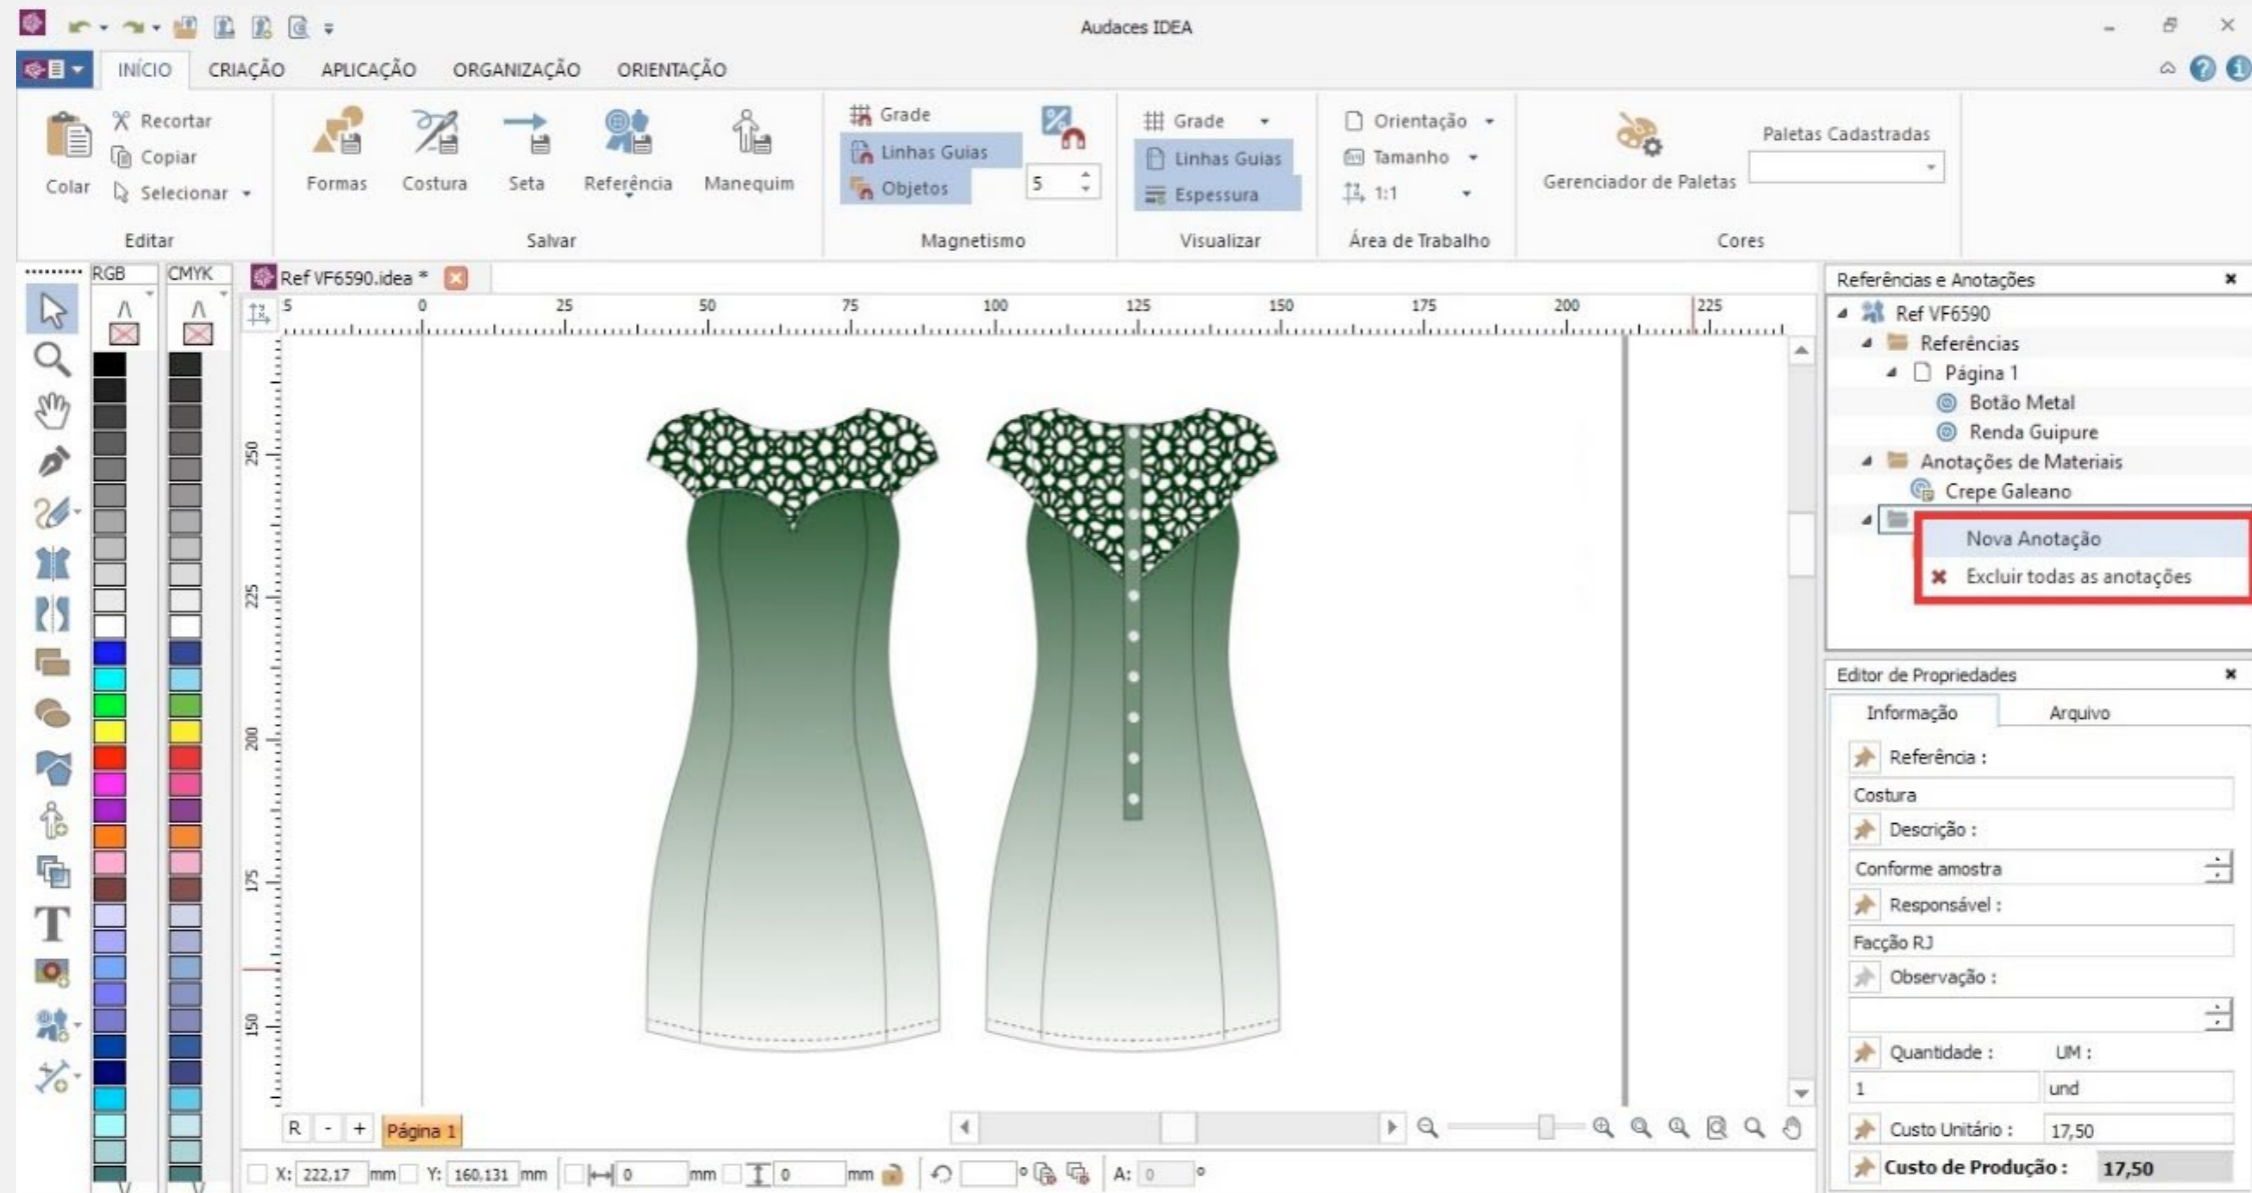 Audaces IDEA
INÍCIO CRIAÇÃO APLICAÇÃO ORGANIZAÇÃO ORIENTAÇÃO
Colar
Recortar
Copiar
Selecionar
Editar
Formas Costura Seta Referência Manequim
Salvar
Grade
Linhas Guias
Objetos
5
Magnetismo
Grade
Linhas Guias
Espessura
Visualizar
Orientação
Tamanho
1:1
Área de Trabalho
Gerenciador de Paletas
Paletas Cadastradas
Cores
RGB CMYK
Ref VF6590.idea *
5 0 25 50 75 100 125 150 175 200 225
250
225
200
175
150
Referências e Anotações
Ref VF6590
Referências
Página 1
Botão Metal
Renda Guipure
Anotações de Materiais
Crepe Galeano
Nova Anotação
Excluir todas as anotações
Editor de Propriedades
Informação Arquivo
Referência :
Costura
Descrição :
Conforme amostra
Responsável :
Facção RJ
Observação :
Quantidade : UM :
1 und
Custo Unitário : 17,50
Custo de Produção : 17,50
R - + Página 1
X: 222,17 mm Y: 160,131 mm 0 mm 0 mm ° A: 0 °